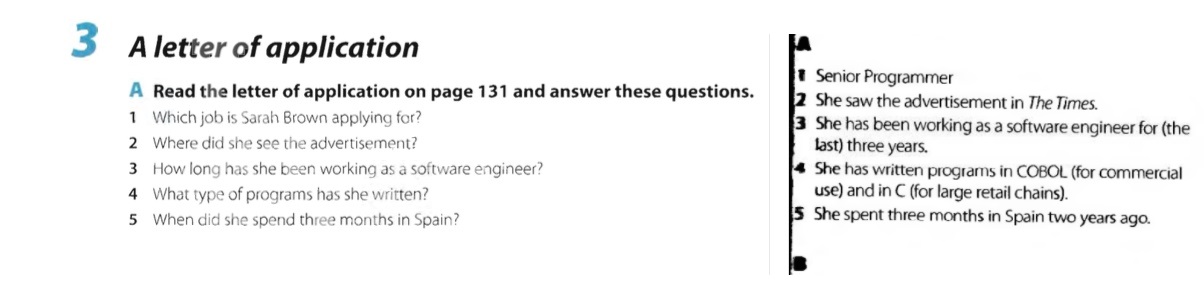 3 A letter of application
A Read the letter of application on page 131 and answer these questions.
1 Which job is Sarah Brown applying for?
2 Where did she see the advertisement?
3 How long has she been working as a software engineer?
4 What type of programs has she written?
5 When did she spend three months in Spain?
A
1 Senior Programmer
2 She saw the advertisement in The Times.
3 She has been working as a software engineer for (the
last) three years.
4 She has written programs in COBOL (for commercial
use) and in C (for large retail chains).
5 She spent three months in Spain two years ago.
B